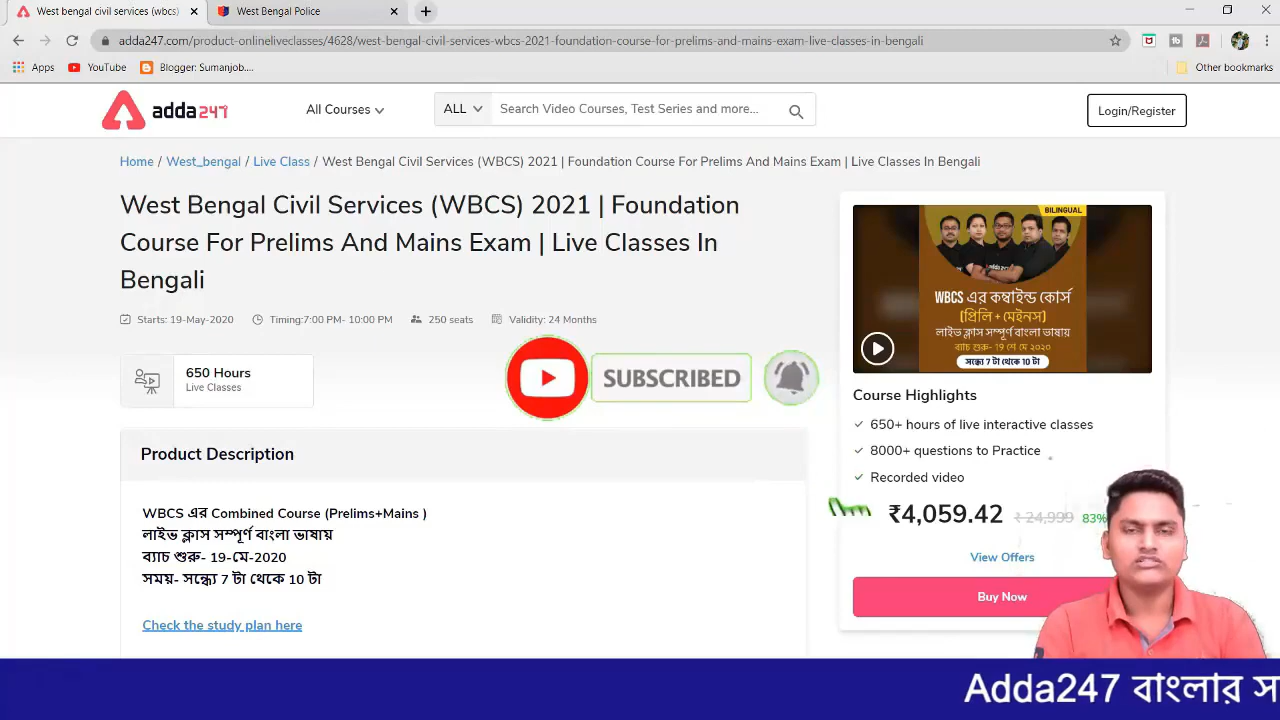 West bengal civil services (wbcs)
West Bengal Police
adda247.com/product-onlineliveclasses/4628/west-bengal-civil-services-wbcs-2021-foundation-course-for-prelims-and-mains-exam-live-classes-in-bengali
Apps
YouTube
Blogger: Sumanjob....
Other bookmarks
adda247
All Courses
ALL
Search Video Courses, Test Series and more...
Login/Register
Home / West_bengal / Live Class / West Bengal Civil Services (WBCS) 2021 | Foundation Course For Prelims And Mains Exam | Live Classes In Bengali
West Bengal Civil Services (WBCS) 2021 | Foundation
Course For Prelims And Mains Exam | Live Classes In
Bengali
Starts: 19-May-2020
Timing:7:00 PM- 10:00 PM
250 seats
Validity: 24 Months
650 Hours
Live Classes
SUBSCRIBED
Product Description
WBCS এর Combined Course (Prelims+Mains )
লাইভ ক্লাস সম্পূর্ণ বাংলা ভাষায়
ব্যাচ শুরু- 19-মে-2020
সময়- সন্ধ্যে 7 টা থেকে 10 টা
Check the study plan here
BILINGUAL
adda247
WBCS এর কম্বাইন্ড কোর্স
(প্রিলি + মেইনস)
লাইভ ক্লাস সম্পূর্ণ বাংলা ভাষায়
ব্যাচ শুরু- 19 শে মে ২০২০
সন্ধ্যে 7 টা থেকে 10 টা
Course Highlights
650+ hours of live interactive classes
8000+ questions to Practice
Recorded video
₹4,059.42 ₹ 24,999 83%
View Offers
Buy Now
Adda247 বাংলার স